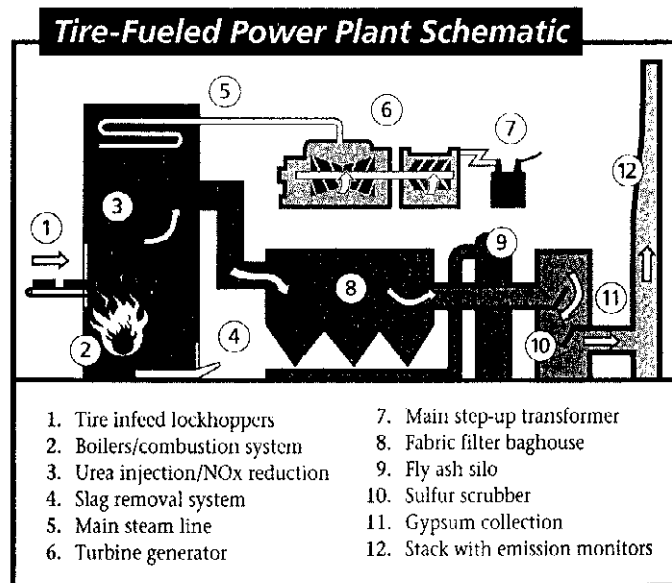 Tire-Fueled Power Plant Schematic
5
6
7
12
3
1
9
8
11
4
2
10
1. Tire infeed lockhoppers
2. Boilers/combustion system
3. Urea injection/NOx reduction
4. Slag removal system
5. Main steam line
6. Turbine generator
7. Main step-up transformer
8. Fabric filter baghouse
9. Fly ash silo
10. Sulfur scrubber
11. Gypsum collection
12. Stack with emission monitors